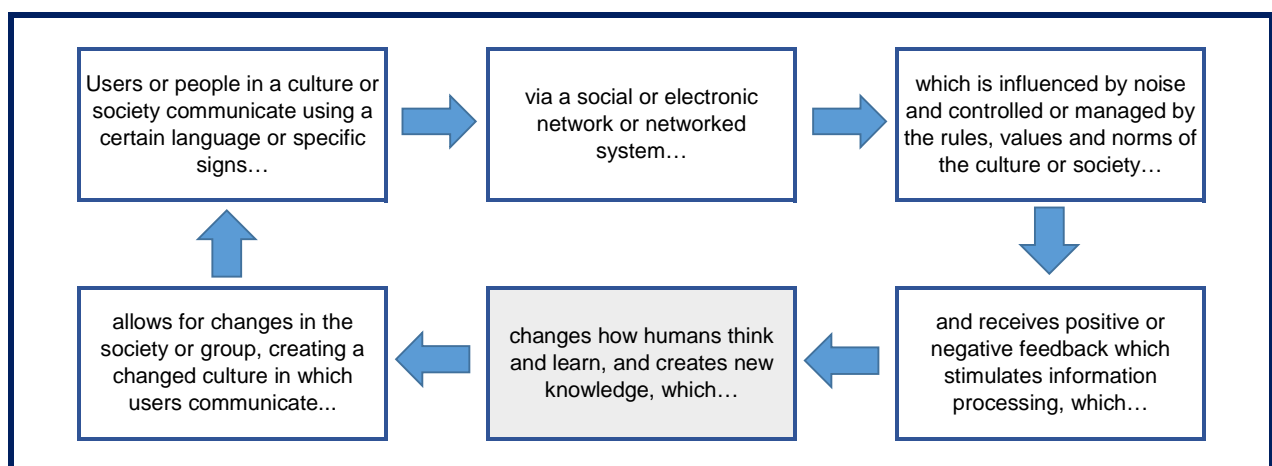 Users or people in a culture or
society communicate using a
certain language or specific
signs…
via a social or electronic
network or networked
system…
which is influenced by noise
and controlled or managed by
the rules, values and norms of
the culture or society…
and receives positive or
negative feedback which
stimulates information
processing, which…
changes how humans think
and learn, and creates new
knowledge, which…
allows for changes in the
society or group, creating a
changed culture in which
users communicate...